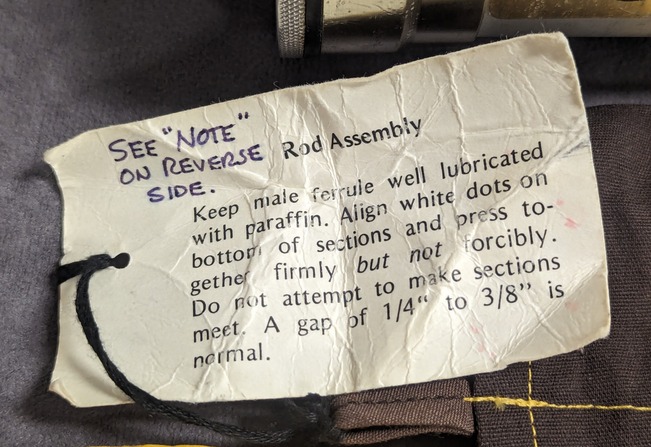 SEE "NOTE"
ON REVERSE
SIDE.
Rod Assembly
Keep male ferrule well lubricated
with paraffin. Align white dots on
bottom of sections and press to-
gether firmly but not forcibly.
Do not attempt to make sections
meet. A gap of 1/4“ to 3/8” is
normal.